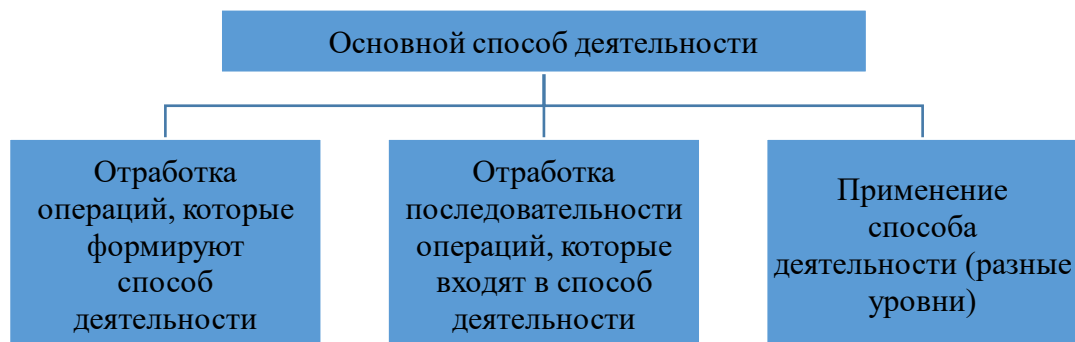 Основной способ деятельности
Отработка
операций, которые
формируют
способ
деятельности
Отработка
последовательности
операций, которые
входят в способ
деятельности
Применение
способа
деятельности (разные
уровни)